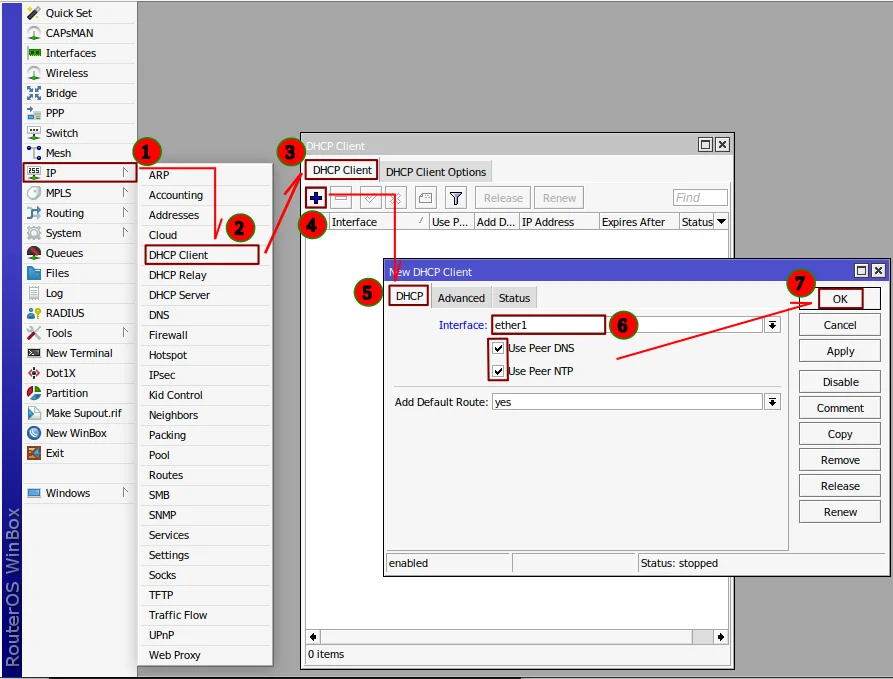 Quick Set
CAPsMAN
Interfaces
Wireless
Bridge
PPP
Switch
Mesh
IP
MPLS
Routing
System
Queues
Files
Log
RADIUS
Tools
New Terminal
Dot1X
Partition
Make Supout.rif
New WinBox
Exit
Windows
RouterOS WinBox
1
ARP
Accounting
Addresses
Cloud
2
DHCP Client
DHCP Relay
DHCP Server
DNS
Firewall
Hotspot
IPsec
Kid Control
Neighbors
Packing
Pool
Routes
SMB
SNMP
Services
Settings
Socks
TFTP
Traffic Flow
UPnP
Web Proxy
DHCP Client
3
DHCP Client DHCP Client Options
Release Renew Find
4
Interface / Use P... Add D... IP Address Expires After Status
New DHCP Client
5
DHCP Advanced Status
7
OK
Interface: ether1
6
Cancel
Use Peer DNS
Apply
Use Peer NTP
Disable
Add Default Route: yes
Comment
Copy
Remove
Release
Renew
enabled Status: stopped
0 items